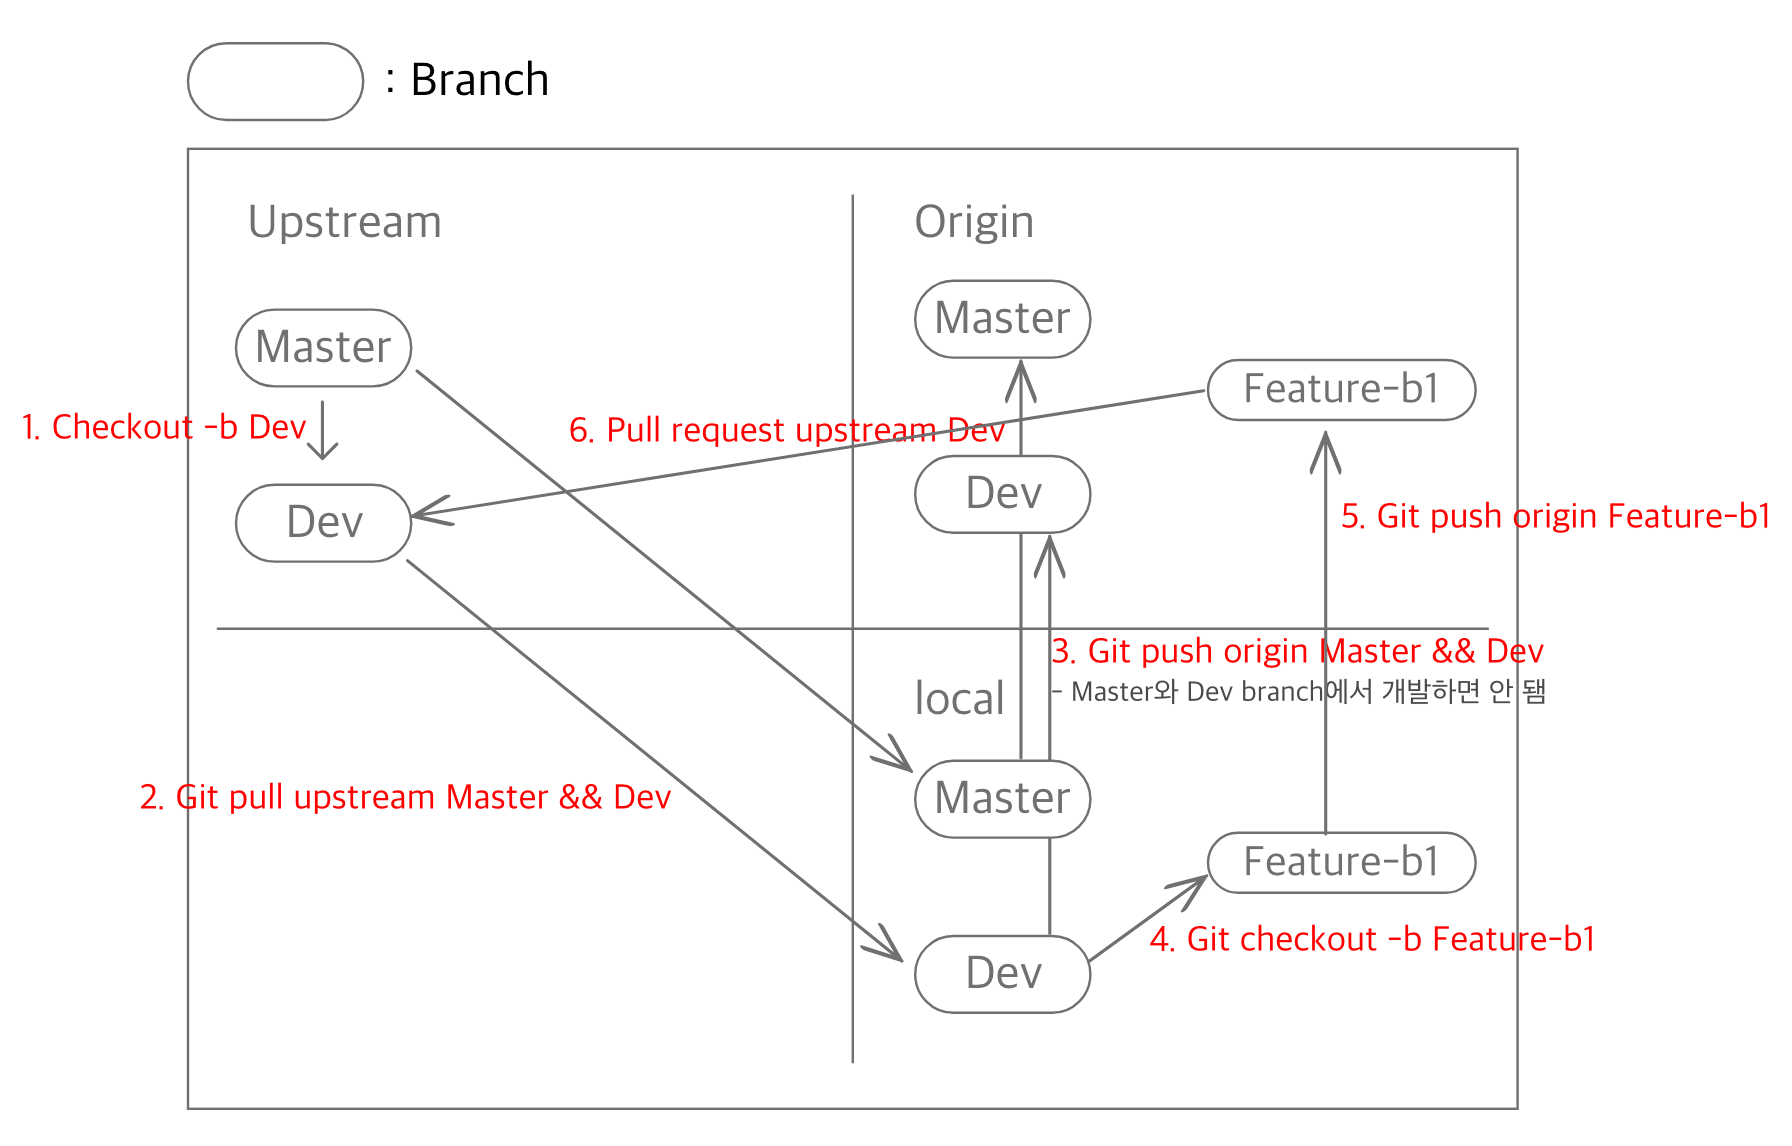 : Branch
Upstream
Origin
Master
Master
Feature-b1
1. Checkout -b Dev
6. Pull request upstream Dev
Dev
Dev
5. Git push origin Feature-b1
3. Git push origin Master && Dev
- Master와 Dev branch에서 개발하면 안 됌
local
2. Git pull upstream Master && Dev
Master
Feature-b1
4. Git checkout -b Feature-b1
Dev